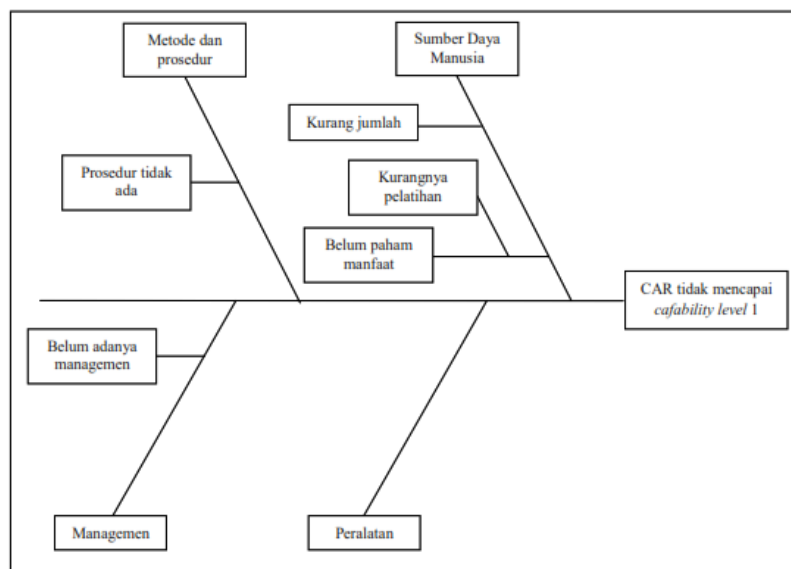 Metode dan
prosedur
Sumber Daya
Manusia
Kurang jumlah
Prosedur tidak
ada
Kurangnya
pelatihan
Belum paham
manfaat
CAR tidak mencapai
cafability level 1
Belum adanya
managemen
Managemen
Peralatan